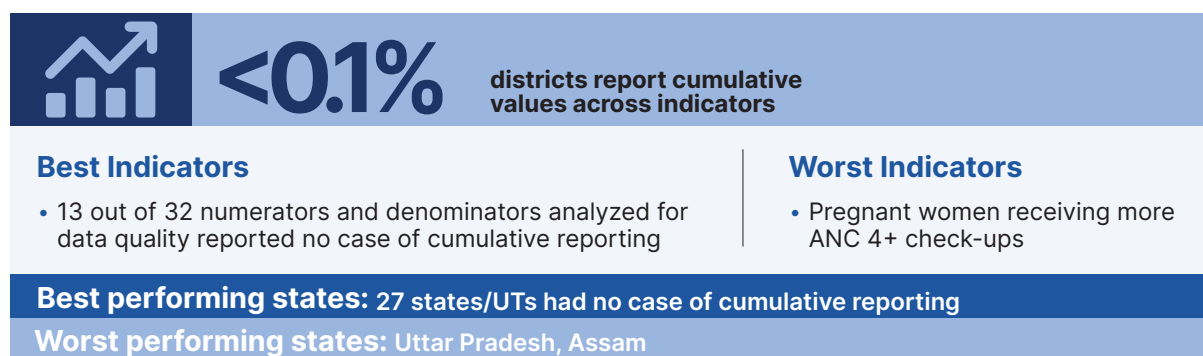 <0.1%
districts report cumulative
values across indicators
Best Indicators
• 13 out of 32 numerators and denominators analyzed for
data quality reported no case of cumulative reporting
Worst Indicators
• Pregnant women receiving more
ANC 4+ check-ups
Best performing states: 27 states/UTs had no case of cumulative reporting
Worst performing states: Uttar Pradesh, Assam